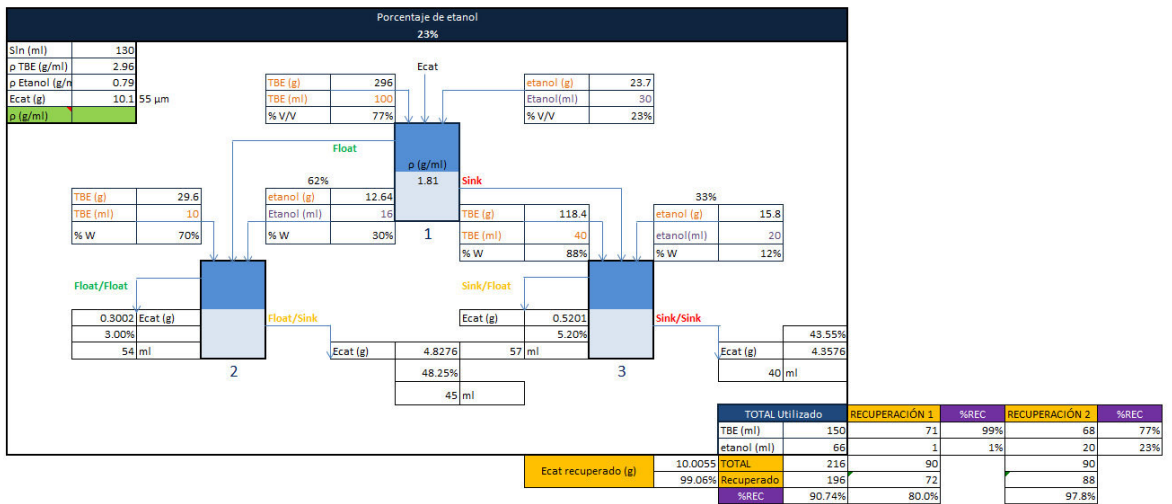 Porcentaje de etanol
23%
Sln (ml) 130
ρ TBE (g/ml) 2.96
ρ Etanol (g/n 0.79
Ecat (g) 10.1 55 µm
ρ (g/ml)
Ecat
TBE (g) 296
TBE (ml) 100
% V/V 77%
etanol (g) 23.7
Etanol(ml) 30
% V/V 23%
Float
ρ (g/ml)
1.81
Sink
1
62%
TBE (g) 29.6
TBE (ml) 10
% W 70%
etanol (g) 12.64
Etanol (ml) 16
% W 30%
33%
TBE (g) 118.4
TBE (ml) 40
% W 88%
etanol (g) 15.8
etanol(ml) 20
% W 12%
Float/Float
0.3002 Ecat (g)
3.00%
54 ml
2
Float/Sink
Ecat (g) 4.8276
48.25%
45 ml
Sink/Float
Ecat (g) 0.5201
5.20%
57 ml
3
Sink/Sink
43.55%
Ecat (g) 4.3576
40 ml
TOTAL Utilizado RECUPERACIÓN 1 %REC RECUPERACIÓN 2 %REC
TBE (ml) 150 71 99% 68 77%
etanol (ml) 66 1 1% 20 23%
Ecat recuperado (g) 10.0055 TOTAL 216 90 90
99.06% Recuperado 196 72 88
%REC 90.74% 80.0% 97.8%